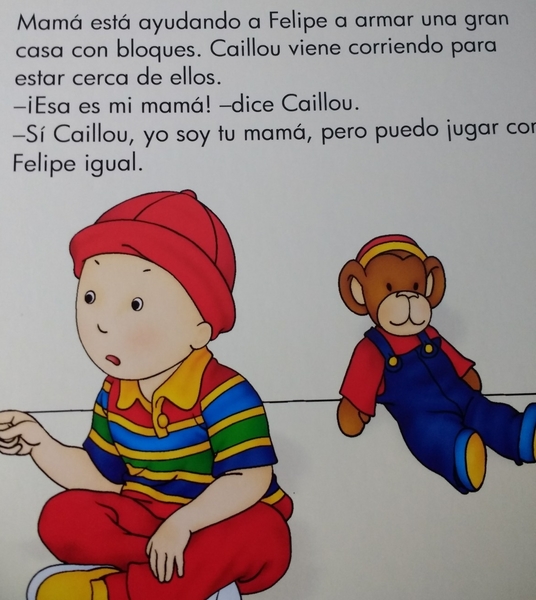 Mamá está ayudando a Felipe a armar una gran
casa con bloques. Caillou viene corriendo para
estar cerca de ellos.
–¡Esa es mi mamá! –dice Caillou.
–Sí Caillou, yo soy tu mamá, pero puedo jugar con
Felipe igual.